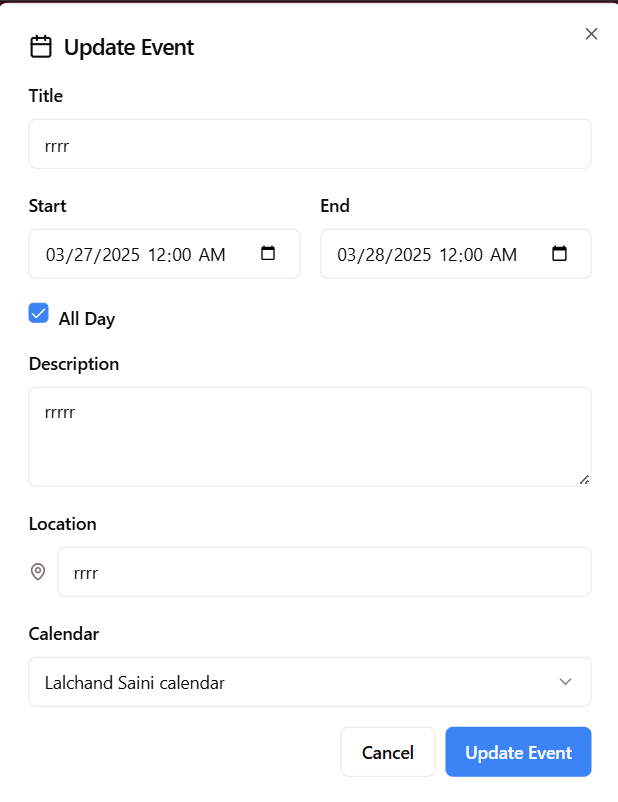 Update Event
Title
rrrr
Start End
03/27/2025 12:00 AM 03/28/2025 12:00 AM
All Day
Description
rrrrr
Location
rrrr
Calendar
Lalchand Saini calendar
Cancel Update Event